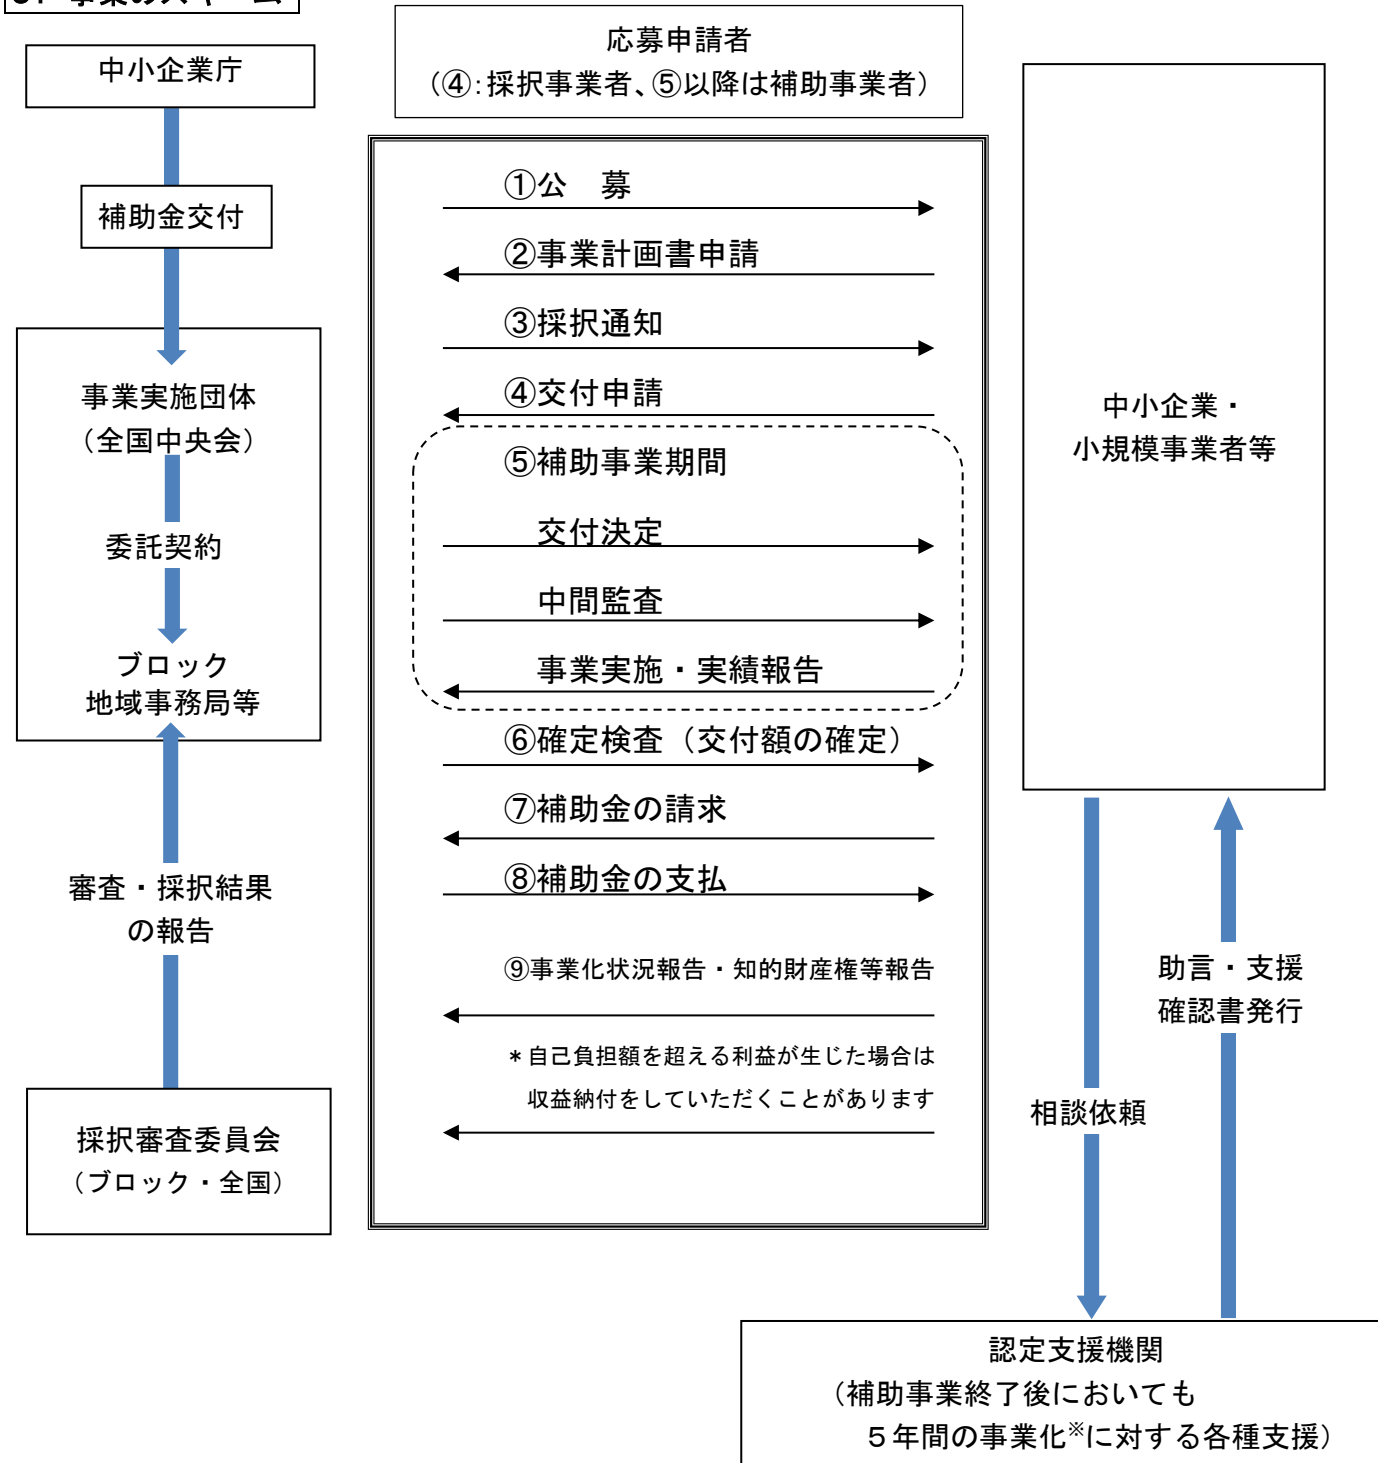 事業のスキーム
応募申請者
（④：採択事業者、⑤以降は補助事業者）
中小企業庁
補助金交付
事業実施団体
（全国中央会）
委託契約
ブロック
地域事務局等
審査・採択結果
の報告
採択審査委員会
（ブロック・全国）
①公　募
②事業計画書申請
③採択通知
④交付申請
⑤補助事業期間
交付決定
中間監査
事業実施・実績報告
⑥確定検査（交付額の確定）
⑦補助金の請求
⑧補助金の支払
⑨事業化状況報告・知的財産権等報告
＊自己負担額を超える利益が生じた場合は
収益納付をしていただくことがあります
中小企業・
小規模事業者等
助言・支援
確認書発行
相談依頼
認定支援機関
（補助事業終了後においても
５年間の事業化※に対する各種支援）